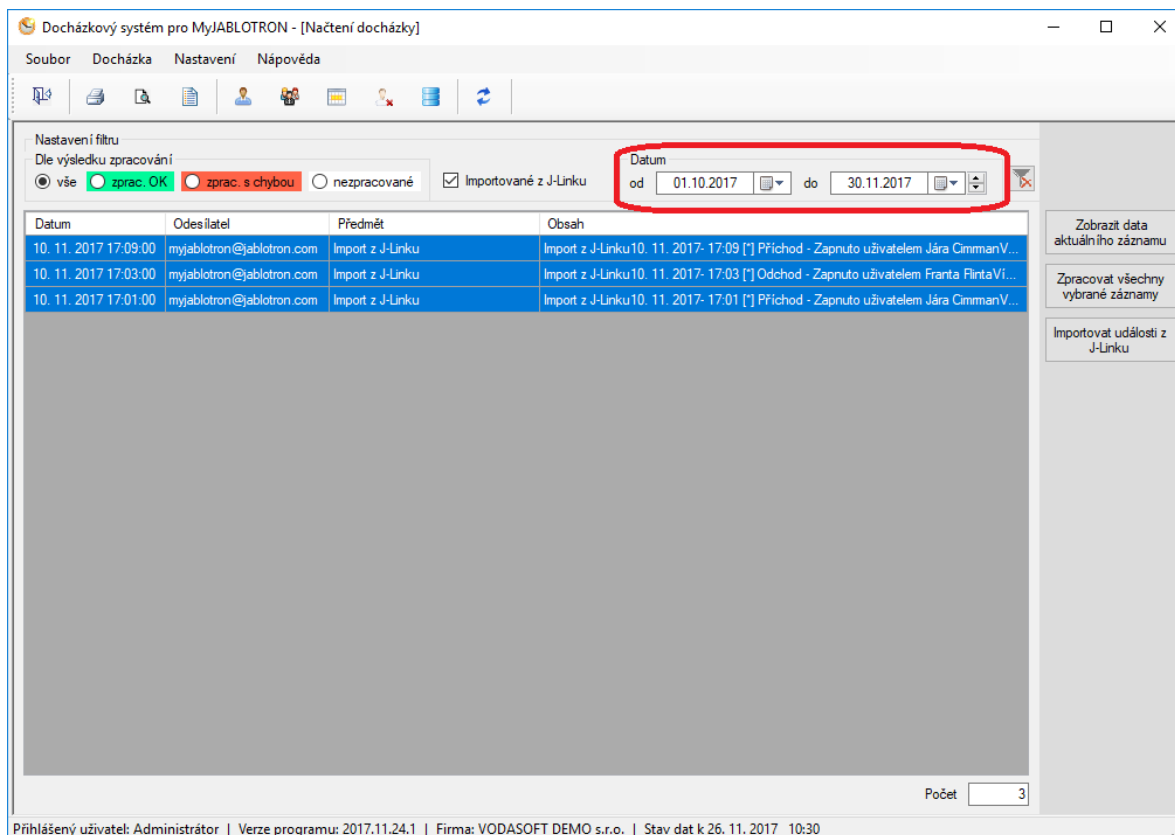 Docházkový systém pro MyJABLOTRON - [Načtení docházky]
Soubor Docházka Nastavení Nápověda
Nastavení filtru
Dle výsledku zpracování
vše zprac. OK zprac. s chybou nezpracované Importované z J-Linku
Datum
od 01.10.2017 do 30.11.2017
Datum Odesílatel Předmět Obsah
10. 11. 2017 17:09:00 myjablotron@jablotron.com Import z J-Linku Import z J-Linku10. 11. 2017- 17:09 [*] Příchod - Zapnuto uživatelem Jára CimmanV...
10. 11. 2017 17:03:00 myjablotron@jablotron.com Import z J-Linku Import z J-Linku10. 11. 2017- 17:03 [*] Odchod - Zapnuto uživatelem Franta FlintaVí...
10. 11. 2017 17:01:00 myjablotron@jablotron.com Import z J-Linku Import z J-Linku10. 11. 2017- 17:01 [*] Příchod - Zapnuto uživatelem Jára CimmanV...
Zobrazit data
aktuálního záznamu
Zpracovat všechny
vybrané záznamy
Importovat události z
J-Linku
Počet 3
Přihlášený uživatel: Administrátor | Verze programu: 2017.11.24.1 | Firma: VODASOFT DEMO s.r.o. | Stav dat k 26. 11. 2017 10:30